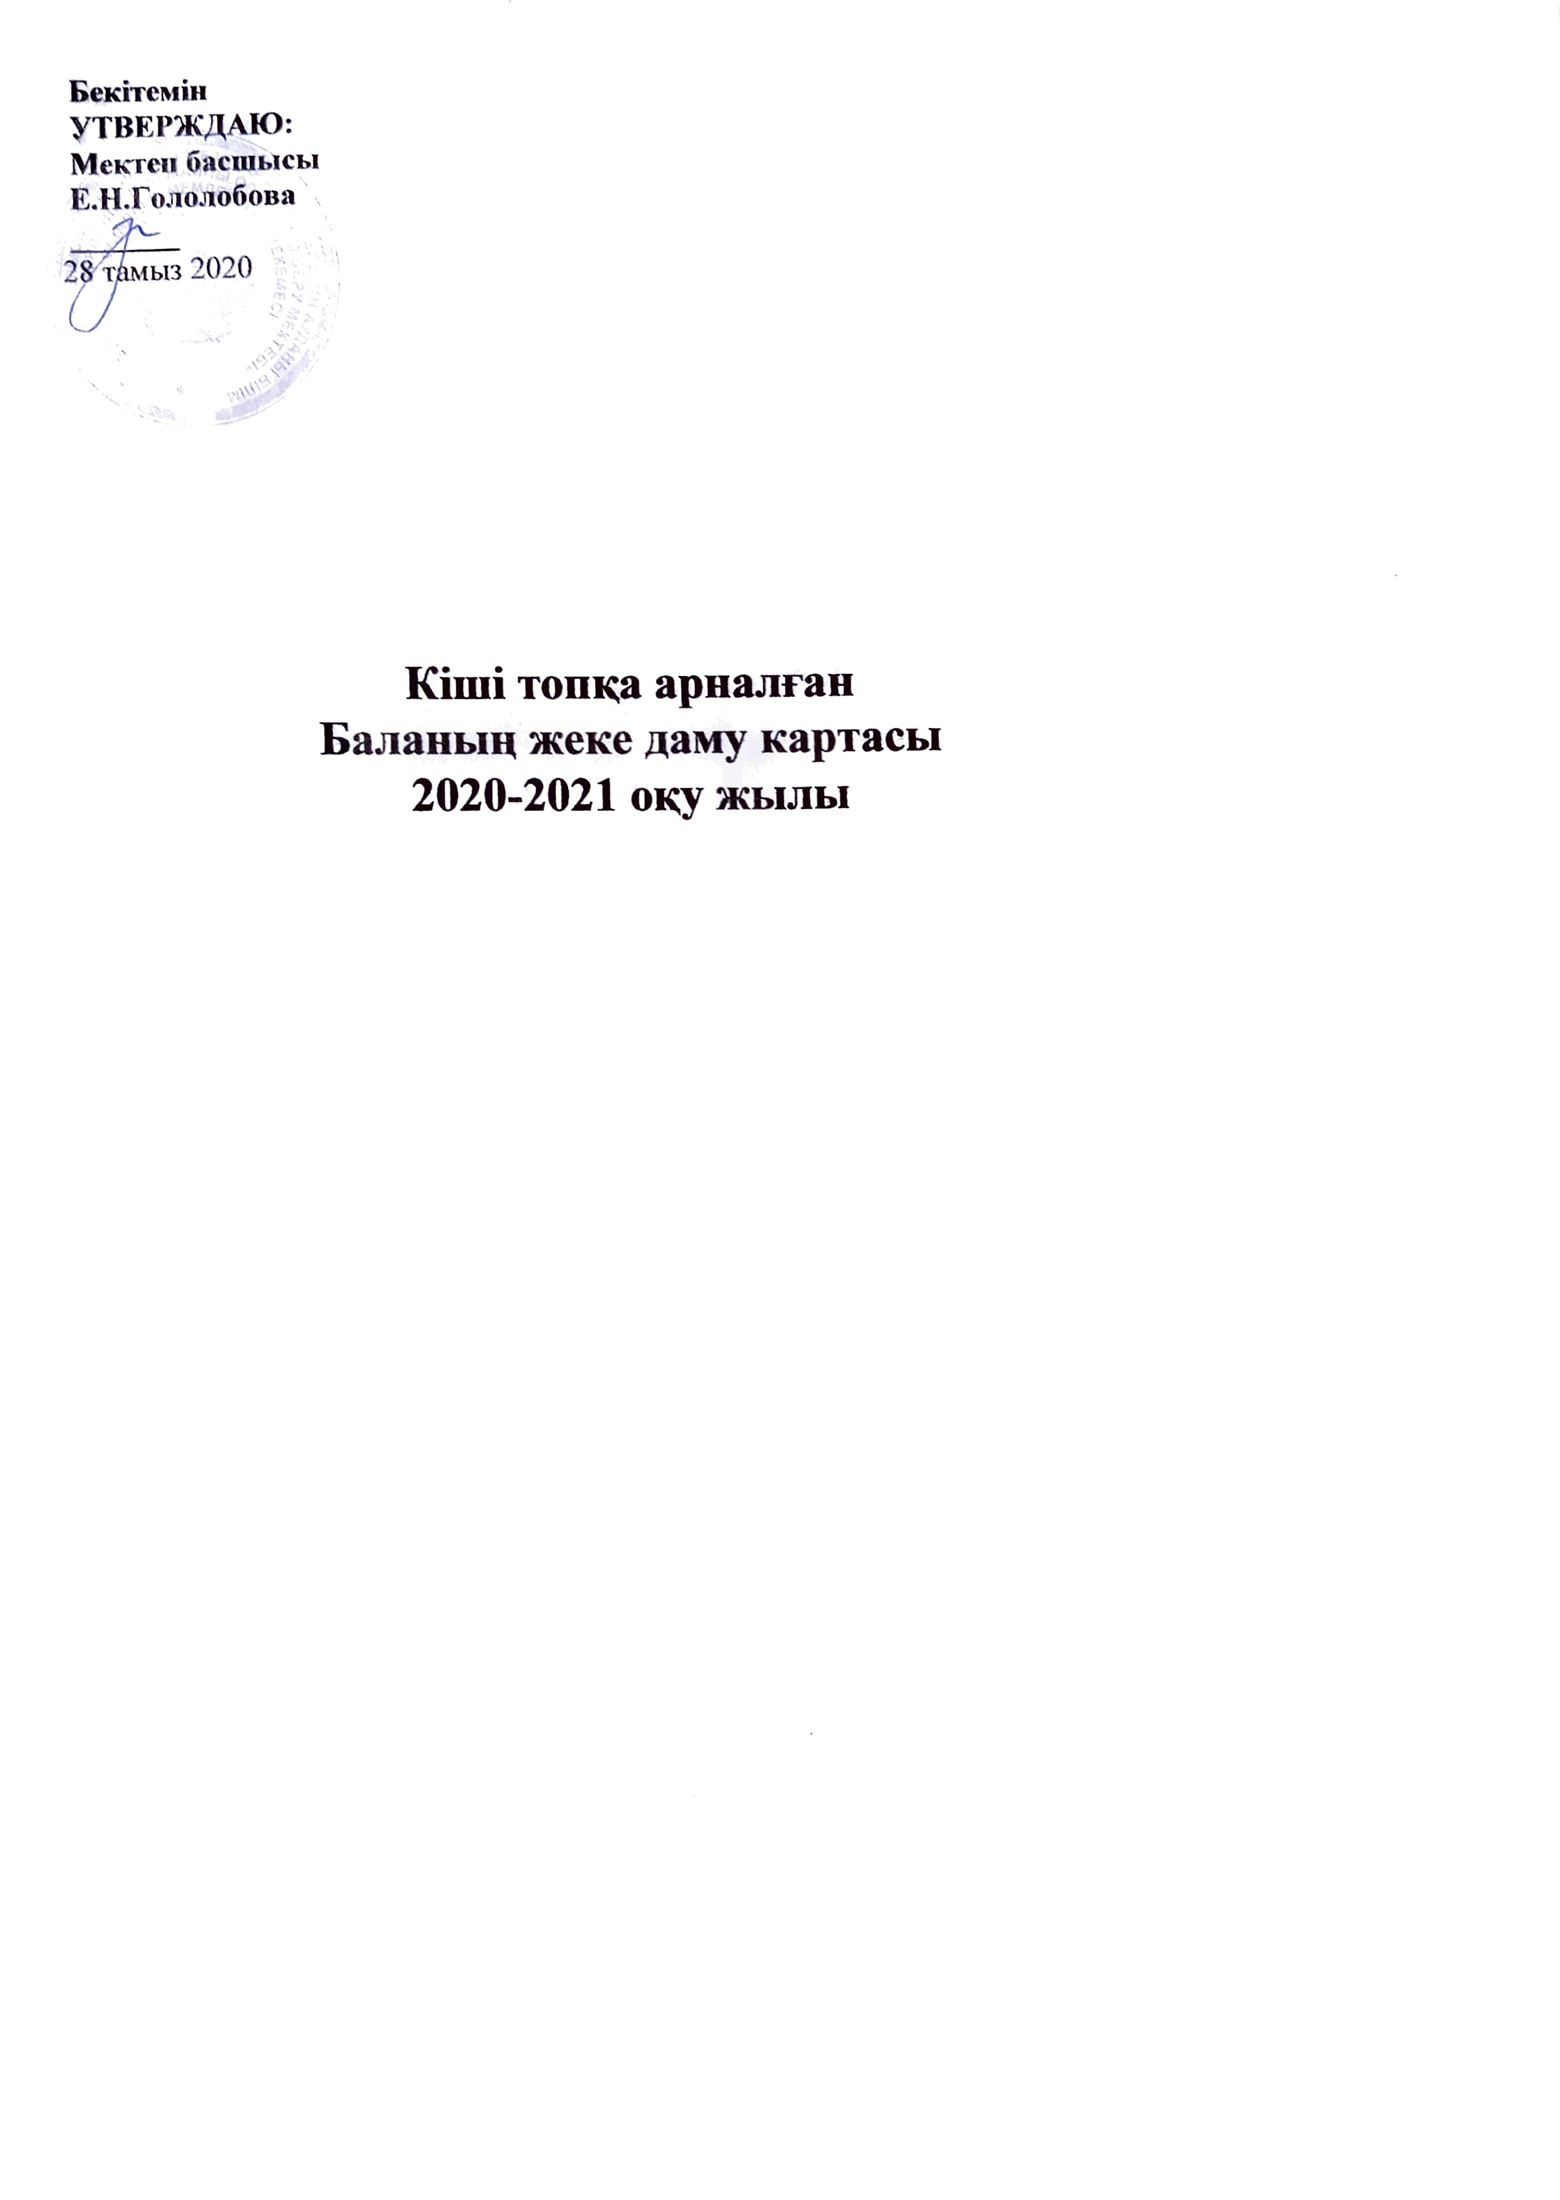 Бекітемін
УТВЕРЖДАЮ:
Мектеп басшысы
Е.Н.Гололобова
28 тамыз 2020
Кіші топқа арналған
Баланың жеке даму картасы
2020-2021 оқу жылы